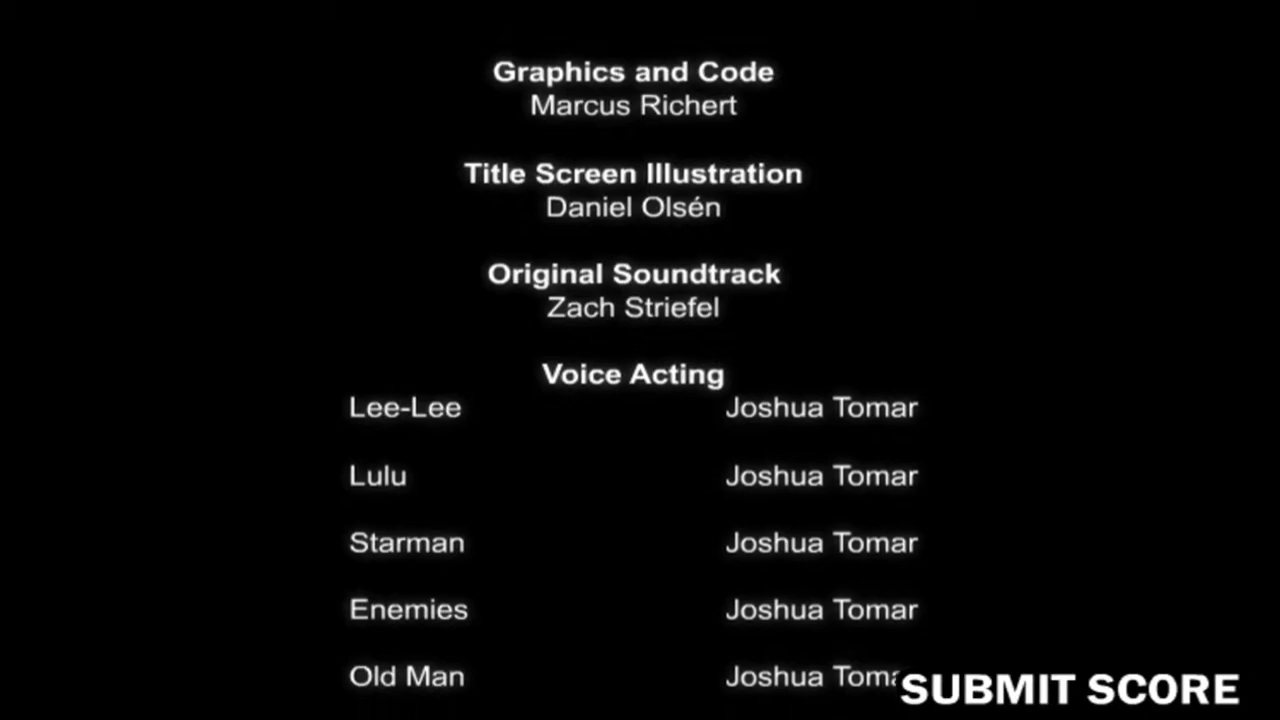 Graphics and Code
Marcus Richert
Title Screen Illustration
Daniel Olsén
Original Soundtrack
Zach Striefel
Voice Acting
Lee-Lee Joshua Tomar
Lulu Joshua Tomar
Starman Joshua Tomar
Enemies Joshua Tomar
Old Man Joshua Toma
SUBMIT SCORE